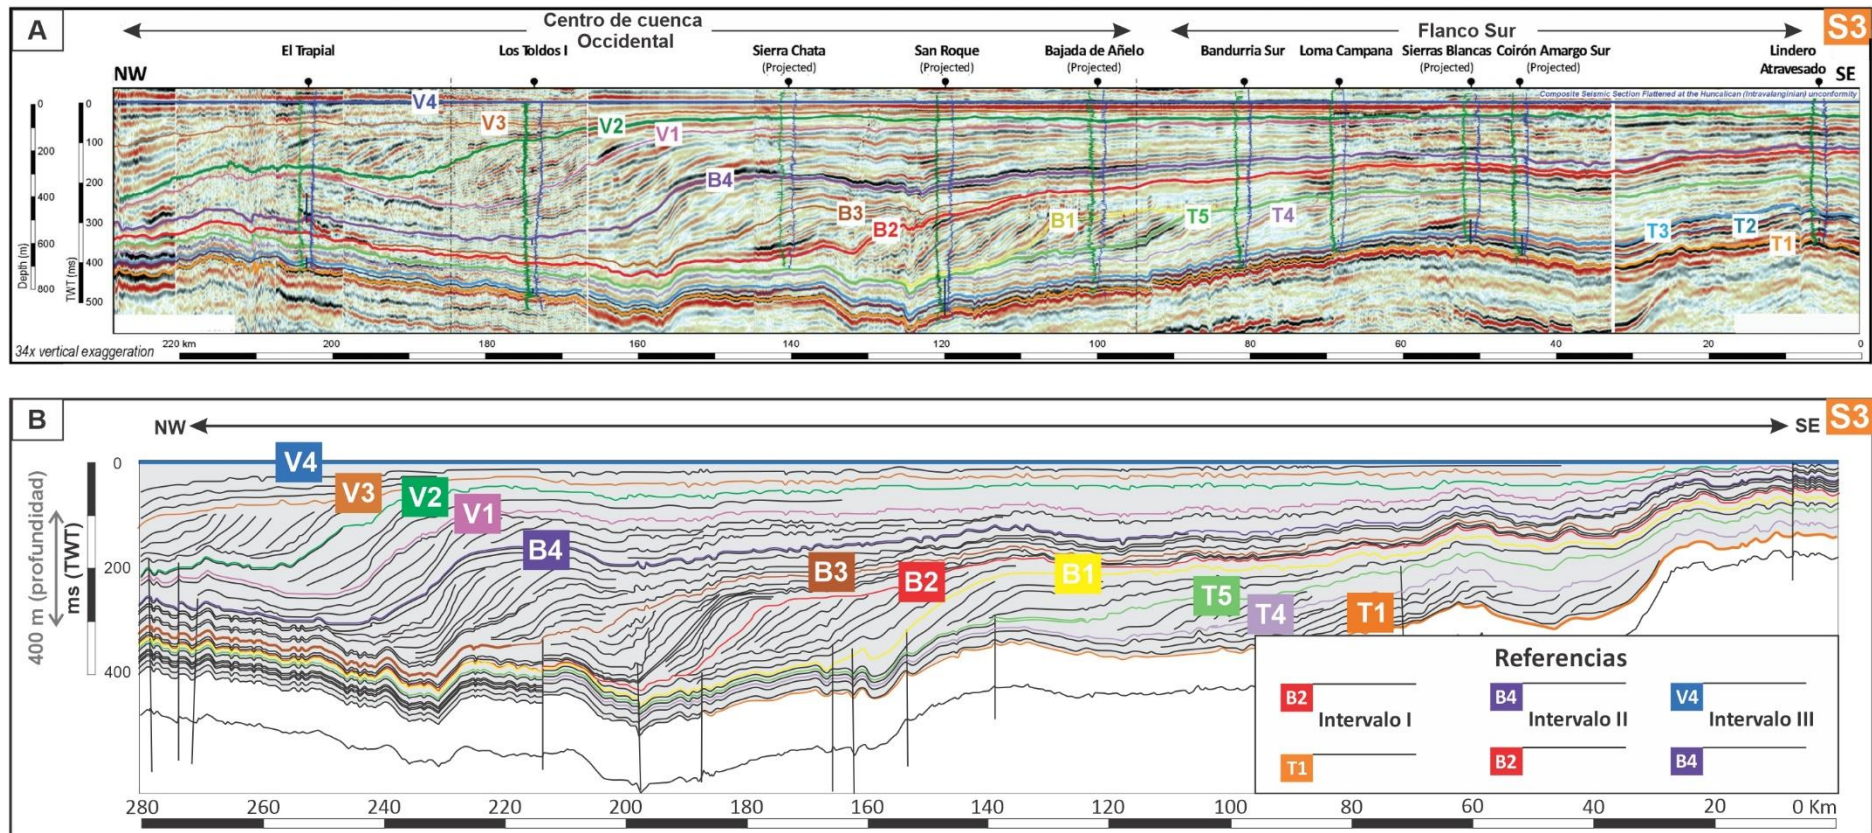 A
Centro de cuenca
Occidental
Flanco Sur
S3
El Trapial
Los Toldos I
Sierra Chata
(Projected)
San Roque
(Projected)
Bajada de Añelo
(Projected)
Bandurria Sur
Loma Campana
Sierras Blancas
(Projected)
Coirón Amargo Sur
(Projected)
Lindero
Atravesado
NW
SE
Composite Seismic Section Flattened at the Huncalican (Intravalanginian) unconformity
V4
V3
V2
V1
B4
B3
B2
B1
T5
T4
T3
T2
T1
Depth (m)
0
200
400
600
800
TWT (ms)
0
100
200
300
400
500
34x vertical exaggeration
220 km
200
180
160
140
120
100
80
60
40
20
0
B
NW
SE
S3
400 m (profundidad)
ms (TWT)
0
200
400
V4
V3
V2
V1
B4
B3
B2
B1
T5
T4
T1
Referencias
B2
Intervalo I
T1
B4
Intervalo II
B2
V4
Intervalo III
B4
280
260
240
220
200
180
160
140
120
100
80
60
40
20
0 Km